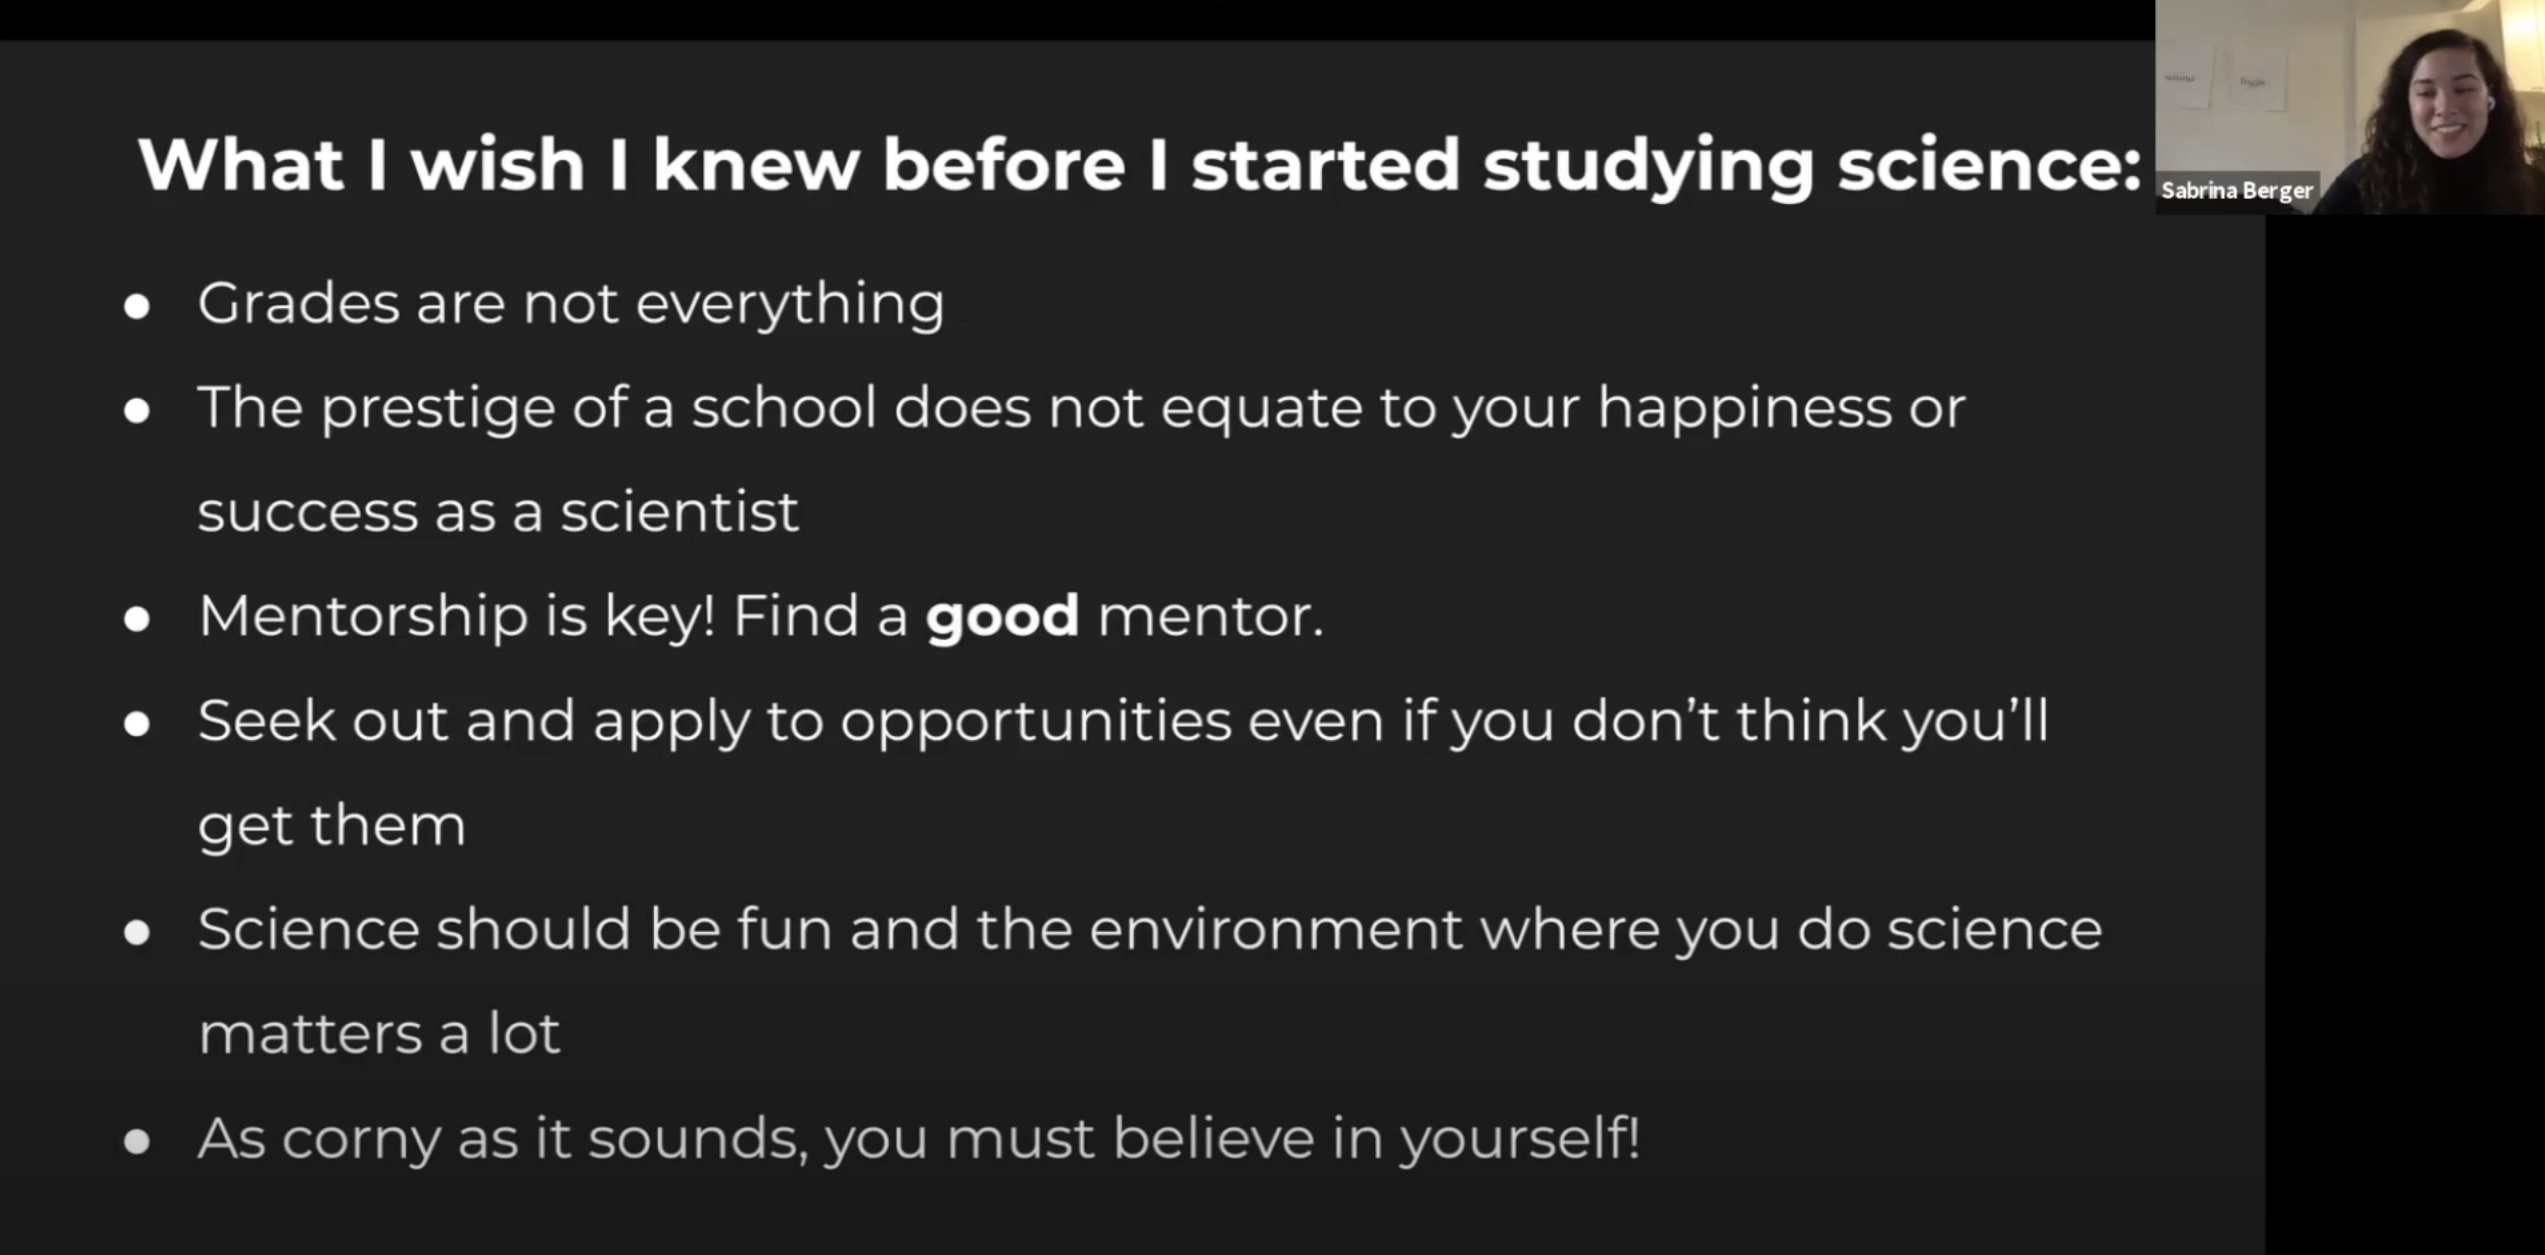 What I wish I knew before I started studying science:
Sabrina Berger
● Grades are not everything
● The prestige of a school does not equate to your happiness or
success as a scientist
● Mentorship is key! Find a good mentor.
● Seek out and apply to opportunities even if you don’t think you’ll
get them
● Science should be fun and the environment where you do science
matters a lot
● As corny as it sounds, you must believe in yourself!